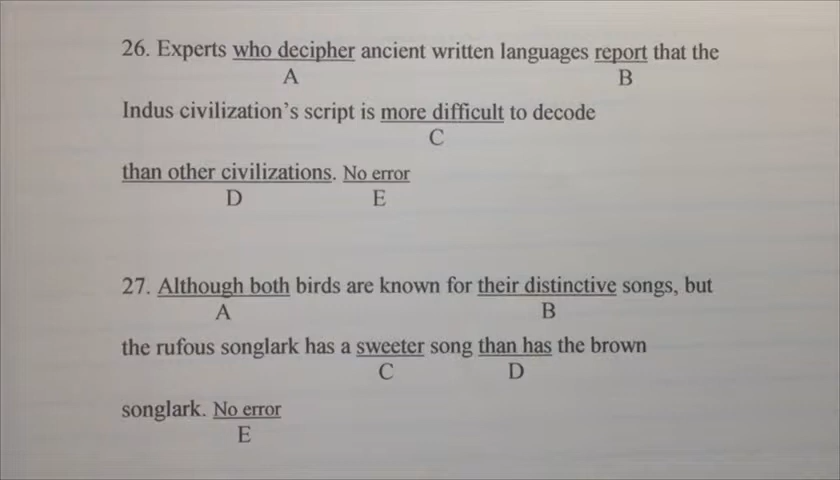 26. Experts who decipher ancient written languages report that the
A B
Indus civilization's script is more difficult to decode
C
than other civilizations. No error
D E
27. Although both birds are known for their distinctive songs, but
A B
the rufous songlark has a sweeter song than has the brown
C D
songlark. No error
E